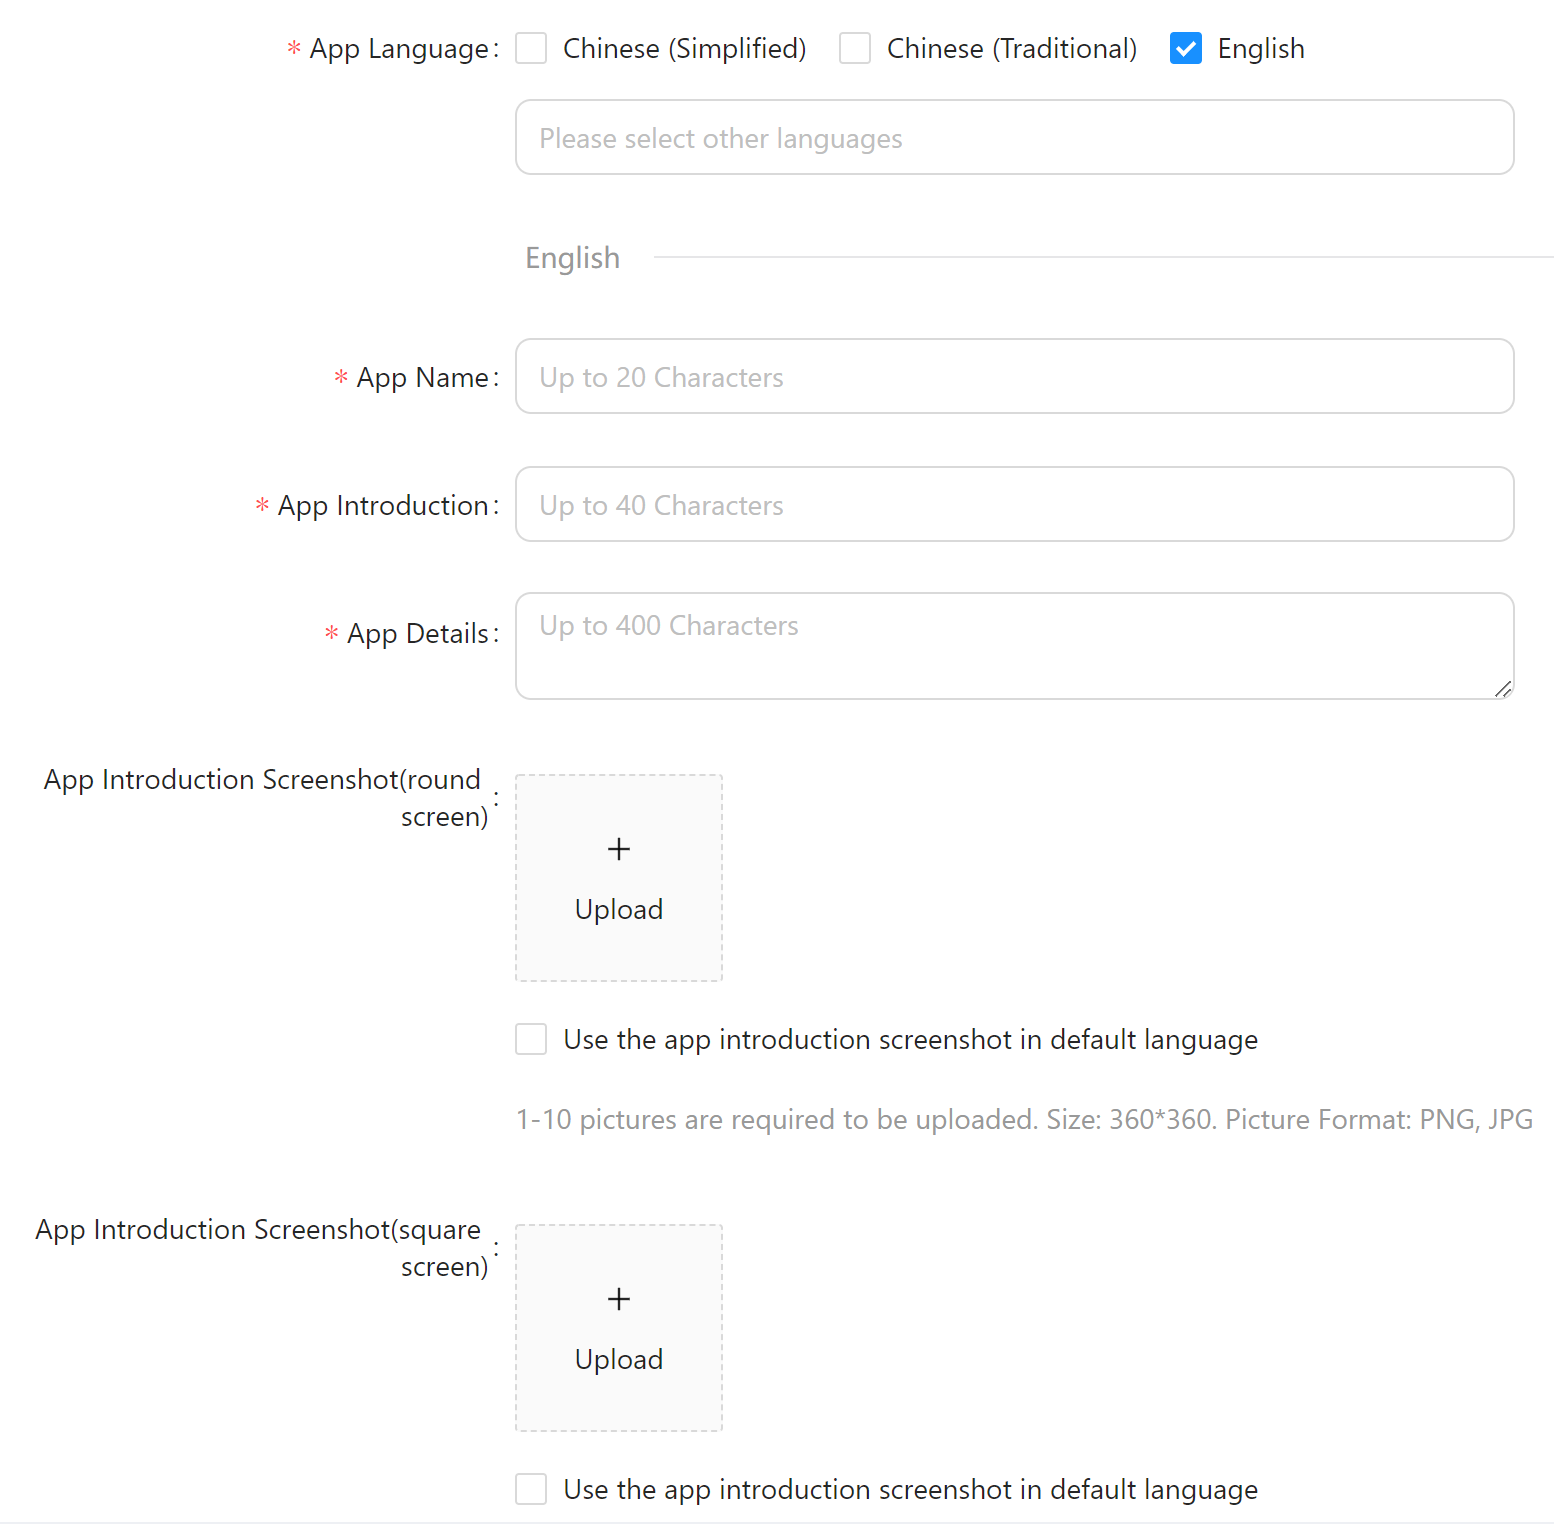 * App Language: Chinese (Simplified) Chinese (Traditional) English
Please select other languages
English
* App Name: Up to 20 Characters
* App Introduction: Up to 40 Characters
* App Details: Up to 400 Characters
App Introduction Screenshot(round
screen) :
+
Upload
Use the app introduction screenshot in default language
1-10 pictures are required to be uploaded. Size: 360*360. Picture Format: PNG, JPG
App Introduction Screenshot(square
screen) :
+
Upload
Use the app introduction screenshot in default language